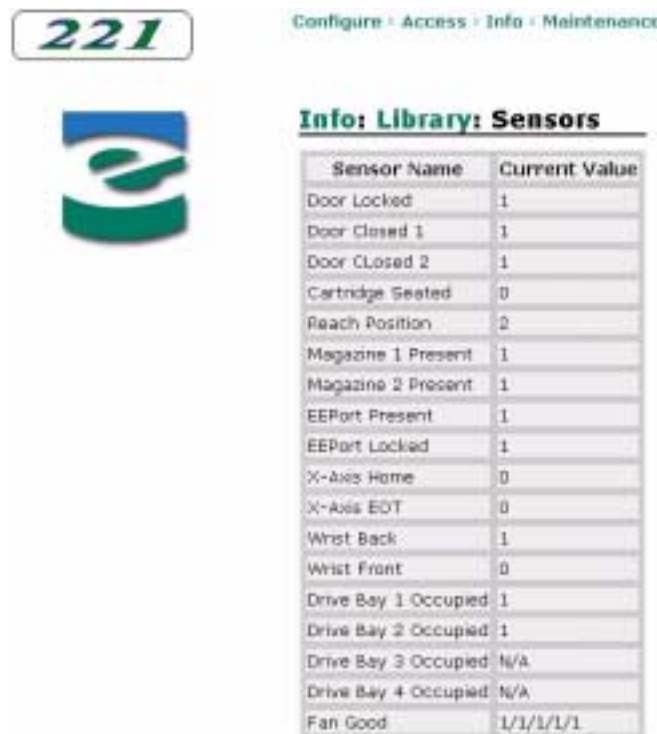 221
Configure · Access · Info · Maintenance
Info: Library: Sensors
Sensor Name Current Value
Door Locked 1
Door Closed 1 1
Door CLosed 2 1
Cartridge Seated 0
Reach Position 2
Magazine 1 Present 1
Magazine 2 Present 1
EEPort Present 1
EEPort Locked 1
X-Axis Home 0
X-Axis EOT 0
Wrist Back 1
Wrist Front 0
Drive Bay 1 Occupied 1
Drive Bay 2 Occupied 1
Drive Bay 3 Occupied N/A
Drive Bay 4 Occupied N/A
Fan Good 1/1/1/1/1